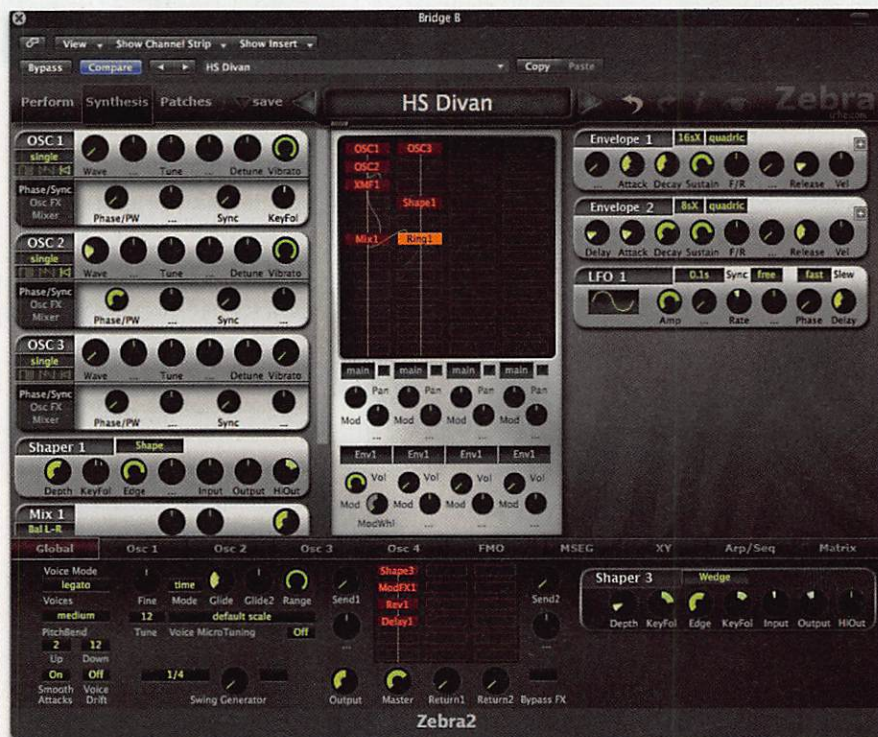 Bridge B
View Show Channel Strip Show Insert
Bypass Compare HS Divan Copy Paste
Perform Synthesis Patches save HS Divan Zebra
OSC 1
single
Wave ... Tune ... Detune Vibrato
Phase/Sync
Osc FX
Mixer
Phase/PW ... Sync KeyFol
OSC 2
single
Wave ... Tune ... Detune Vibrato
Phase/Sync
Osc FX
Mixer
Phase/PW ... Sync ...
OSC 3
single
Wave ... Tune ... Detune Vibrato
Phase/Sync
Osc FX
Mixer
Phase/PW ... Sync ...
Shaper 1 Shape
Depth KeyFol Edge ... Input Output HiOut
Mix 1
Bal L-R
OSC1 OSC3
OSC2
XMF1
Shape1
Mix1 Ring1
main main main main
Pan Pan
Mod Mod
... ...
Env1 Env1 Env1 Env1
Vol Vol
Mod Mod
ModWhl ... ... ...
Envelope 1 16sX quadric
... Attack Decay Sustain F/R ... Release Vel
Envelope 2 8sX quadric
Delay Attack Decay Sustain F/R ... Release Vel
LFO 1 0.1s Sync free fast Slew
Amp ... Rate ... Phase Delay
Global Osc 1 Osc 2 Osc 3 Osc 4 FMO MSEG XY Arp/Seq Matrix
Voice Mode
legato
Voices
medium
PitchBend
2 12
Up Down
On Off
Smooth Attacks Voice Drift
time
Fine Mode Glide Glide2 Range
12 default scale
Tune Voice MicroTuning Off
1/4
Swing Generator
Send1
...
Shape3
ModFX1
Rev1
Delay1
Send2
...
Output Master Return1 Return2 Bypass FX
Shaper 3 Wedge
Depth KeyFol Edge KeyFol Input Output HiOut
Zebra2